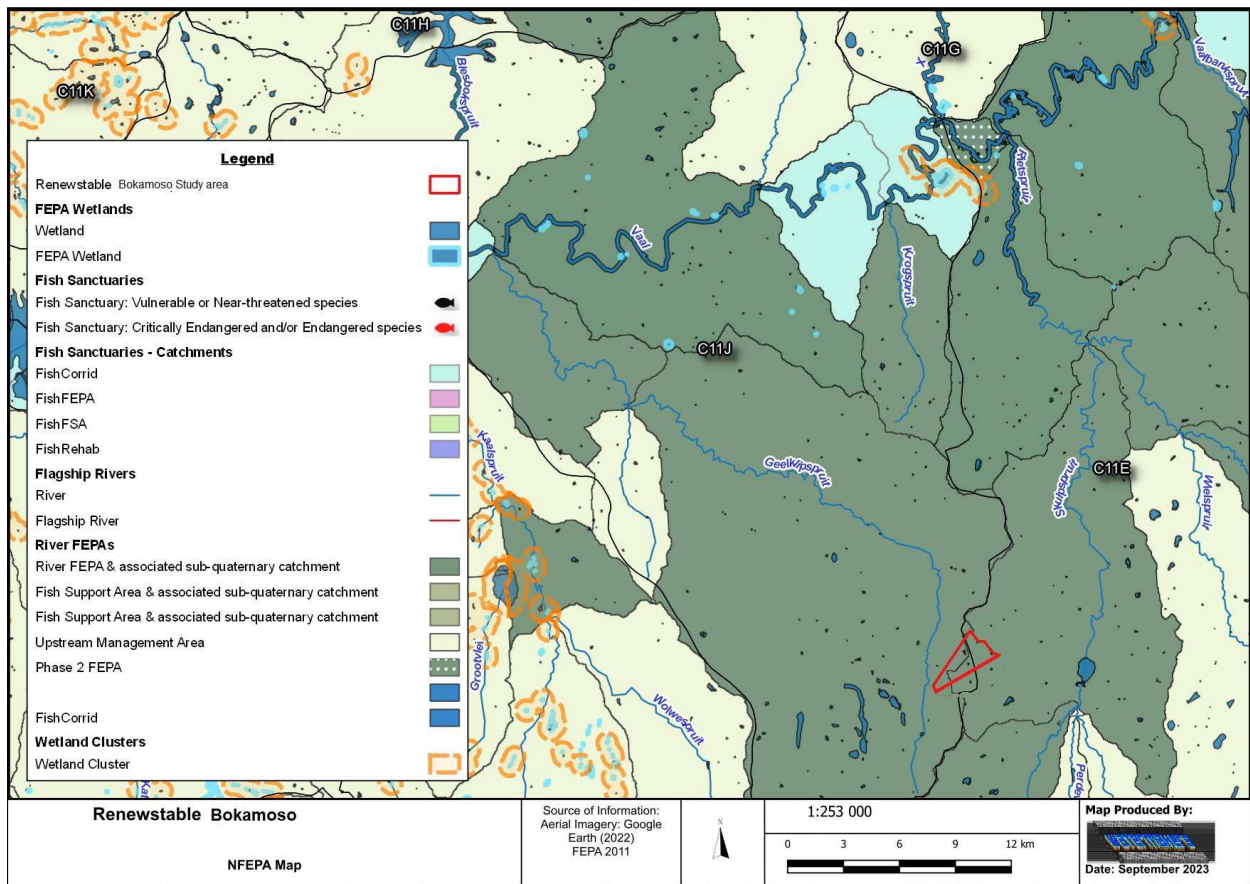 C11H
C11G
C11K
Blesbokspruit
Vaalbankspruit
X
Rietspruit
Legend
Renewstable Bokamoso Study area
FEPA Wetlands
Wetland
FEPA Wetland
Fish Sanctuaries
Fish Sanctuary: Vulnerable or Near-threatened species
Fish Sanctuary: Critically Endangered and/or Endangered species
Fish Sanctuaries - Catchments
FishCorrid
FishFEPA
FishFSA
FishRehab
Flagship Rivers
River
Flagship River
River FEPAs
River FEPA & associated sub-quaternary catchment
Fish Support Area & associated sub-quaternary catchment
Fish Support Area & associated sub-quaternary catchment
Upstream Management Area
Phase 2 FEPA
FishCorrid
Wetland Clusters
Wetland Cluster
Vaal
Krogspruit
C11J
Kaalspruit
Geelklipspruit
Skulpspruit
C11E
Wielspruit
Grootvlei
Wolwespruit
Perde
Kat
Renewstable Bokamoso
NFEPA Map
Source of Information:
Aerial Imagery: Google
Earth (2022)
FEPA 2011
N
1:253 000
0 3 6 9 12 km
Map Produced By:
Date: September 2023